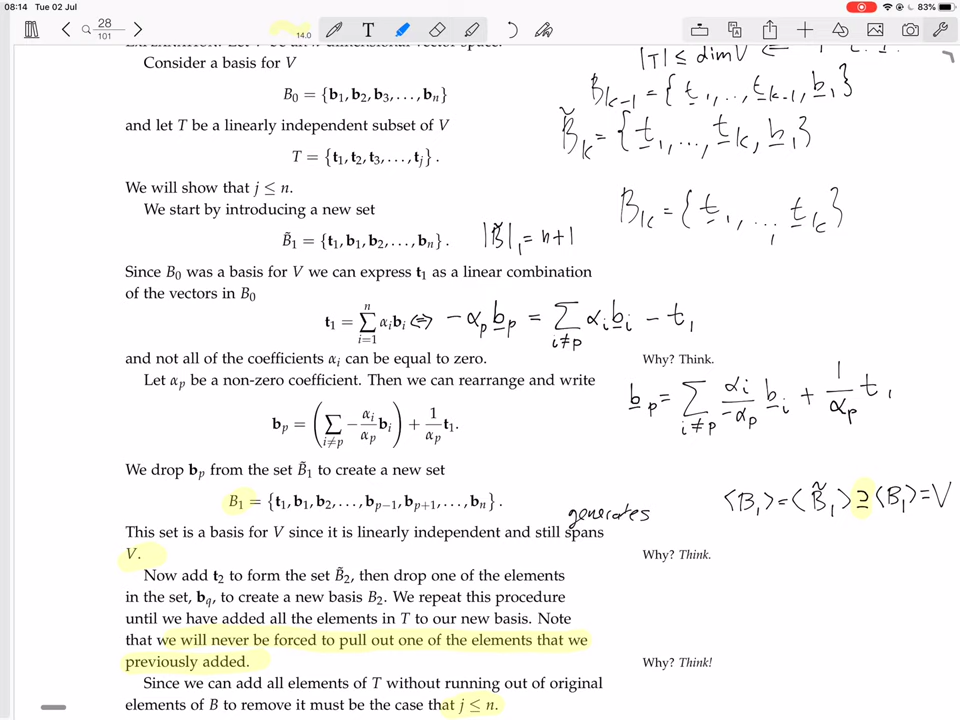 08:14 Tue 02 Jul
83%
28
101
14.0
T
Consider a basis for V
|T| ≤ dim V ⇐
B₀ = {b₁, b₂, b₃, . . . , bₙ}
Bₖ₋₁ = { t₁, .., tₖ₋₁, b₁}
and let T be a linearly independent subset of V
B̃ₖ = { t₁, ..., tₖ, b₁}
T = {t₁, t₂, t₃, . . . , tⱼ} .
We will show that j ≤ n.
We start by introducing a new set
Bₖ = { t₁, ..., tₖ}
B̃₁ = {t₁, b₁, b₂, . . . , bₙ} .
|B̃|₁ = n+1
Since B₀ was a basis for V we can express t₁ as a linear combination
of the vectors in B₀
t₁ = ∑ᵢ₌₁ⁿ αᵢbᵢ ⇔ −αₚbₚ = ∑_{i≠p} αᵢbᵢ − t₁
and not all of the coefficients αᵢ can be equal to zero.
Why? Think.
Let αₚ be a non-zero coefficient. Then we can rearrange and write
bₚ = ∑_{i≠p} αᵢ/−αₚ bᵢ + 1/αₚ t₁
bₚ = (∑_{i≠p} −αᵢ/αₚ bᵢ) + 1/αₚ t₁.
We drop bₚ from the set B̃₁ to create a new set
B₁ = {t₁, b₁, b₂, . . . , bₚ₋₁, bₚ₊₁, . . . , bₙ} .
⟨B₁⟩ = ⟨B̃₁⟩ ⊇ ⟨B₁⟩ = V
generates
This set is a basis for V since it is linearly independent and still spans
V.
Why? Think.
Now add t₂ to form the set B̃₂, then drop one of the elements
in the set, b_q, to create a new basis B₂. We repeat this procedure
until we have added all the elements in T to our new basis. Note
that we will never be forced to pull out one of the elements that we
previously added.
Why? Think!
Since we can add all elements of T without running out of original
elements of B to remove it must be the case that j ≤ n.